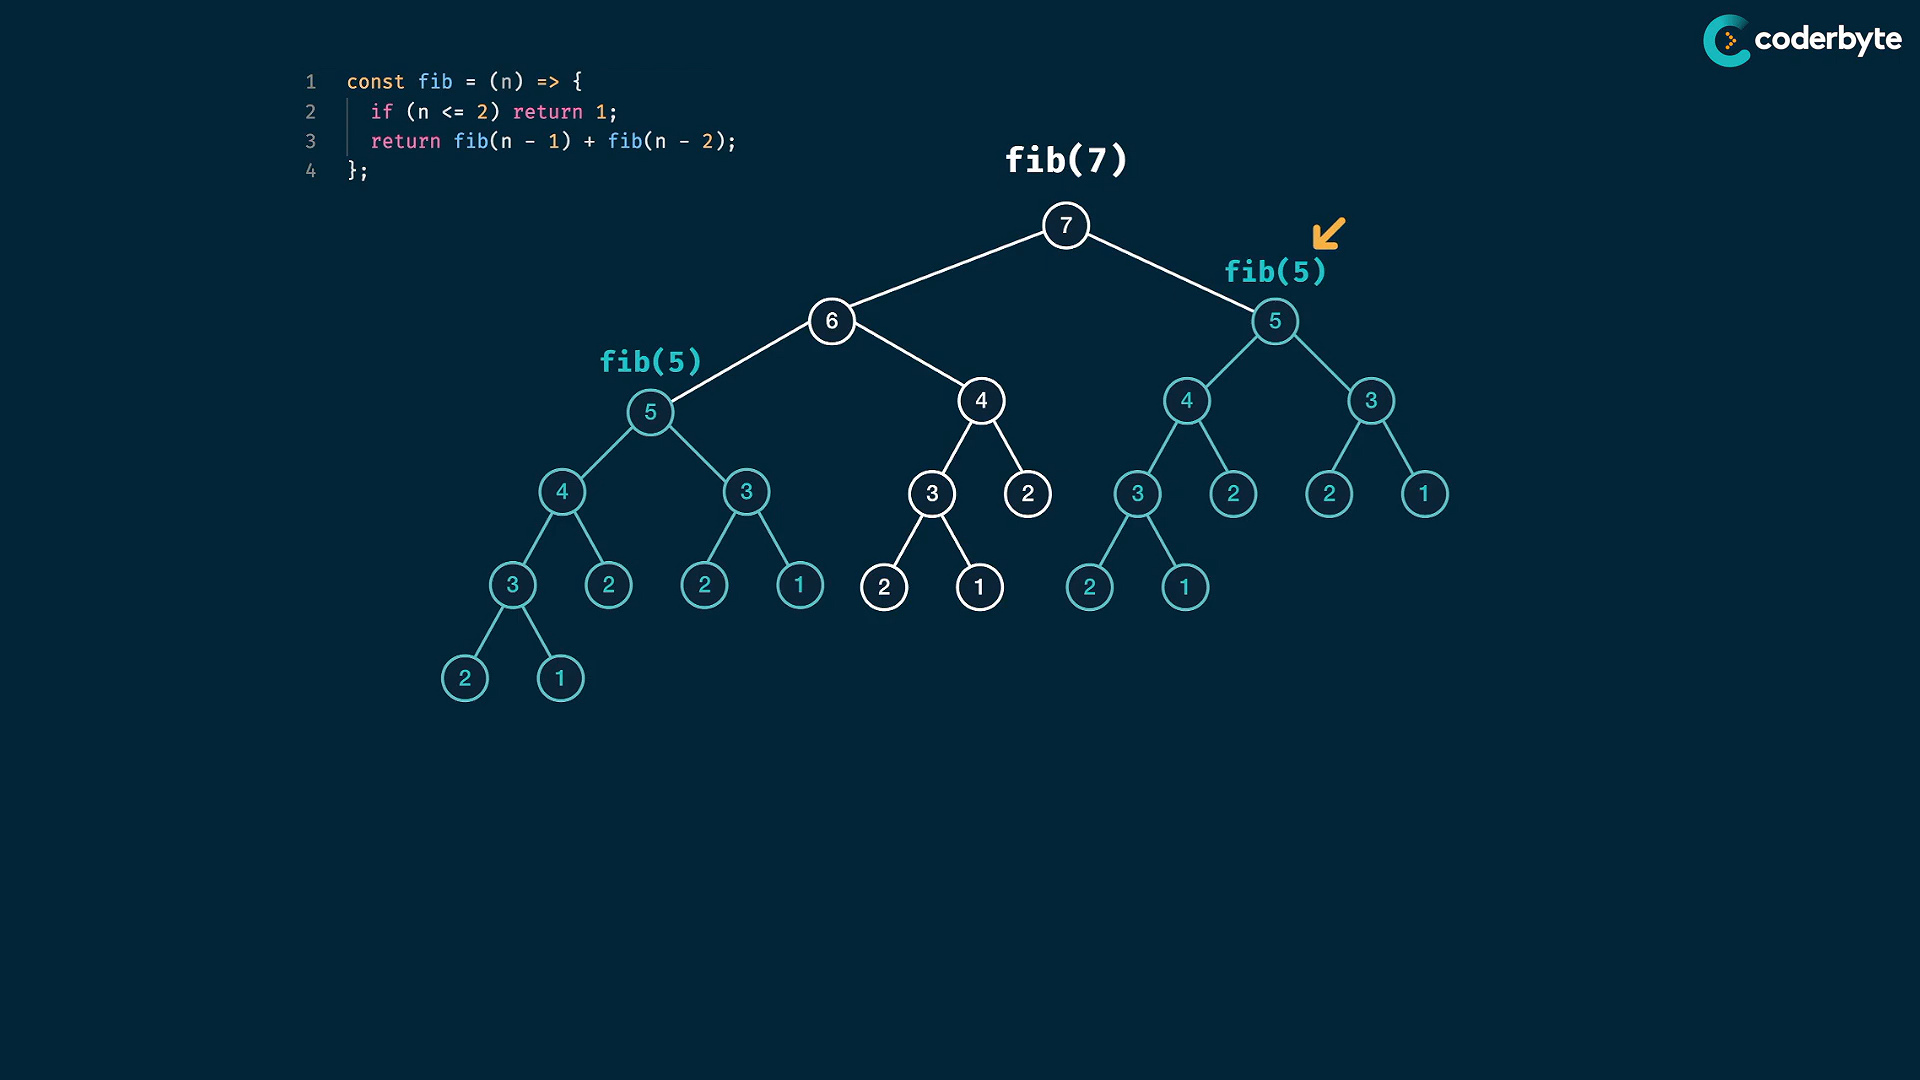 coderbyte
1 const fib = (n) => {
2 if (n <= 2) return 1;
3 return fib(n - 1) + fib(n - 2);
4 };
fib(7)
7
fib(5)
6 5
fib(5)
5 4 4 3
4 3 3 2 3 2 2 1
3 2 2 1 2 1 2 1
2 1